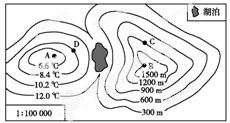 湖泊
D
C
A
B
6.6 ℃
8.4 ℃
10.2 ℃
12.0 ℃
1500 m
1200 m
900 m
600 m
300 m
1:100 000